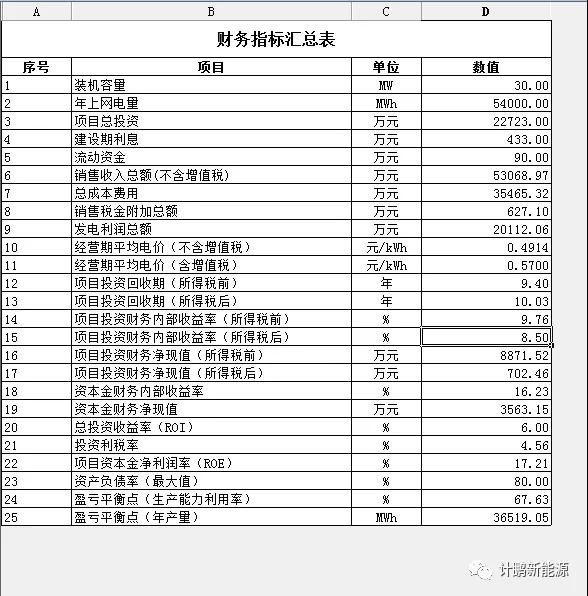 A B C D
财务指标汇总表
序号 项目 单位 数值
1 装机容量 MW 30.00
2 年上网电量 MWh 54000.00
3 项目总投资 万元 22723.00
4 建设期利息 万元 433.00
5 流动资金 万元 90.00
6 销售收入总额(不含增值税) 万元 53068.97
7 总成本费用 万元 35465.32
8 销售税金附加总额 万元 627.10
9 发电利润总额 万元 20112.06
10 经营期平均电价（不含增值税） 元/kWh 0.4914
11 经营期平均电价（含增值税） 元/kWh 0.5700
12 项目投资回收期（所得税前） 年 9.40
13 项目投资回收期（所得税后） 年 10.03
14 项目投资财务内部收益率（所得税前） % 9.76
15 项目投资财务内部收益率（所得税后） % 8.50
16 项目投资财务净现值（所得税前） 万元 8871.52
17 项目投资财务净现值（所得税后） 万元 702.46
18 资本金财务内部收益率 % 16.23
19 资本金财务净现值 万元 3563.15
20 总投资收益率（ROI） % 6.00
21 投资利税率 % 4.56
22 项目资本金净利润率（ROE） % 17.21
23 资产负债率（最大值） % 80.00
24 盈亏平衡点（生产能力利用率） % 67.63
25 盈亏平衡点（年产量） MWh 36519.05
计鹏新能源